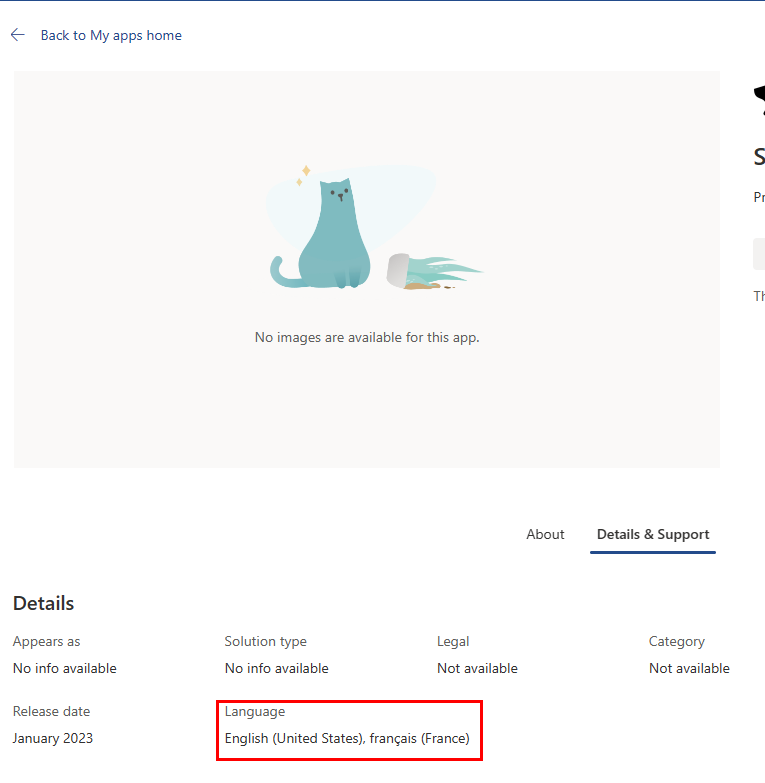 Back to My apps home
No images are available for this app.
About Details & Support
Details
Appears as Solution type Legal Category
No info available No info available Not available Not available
Release date Language
January 2023 English (United States), français (France)